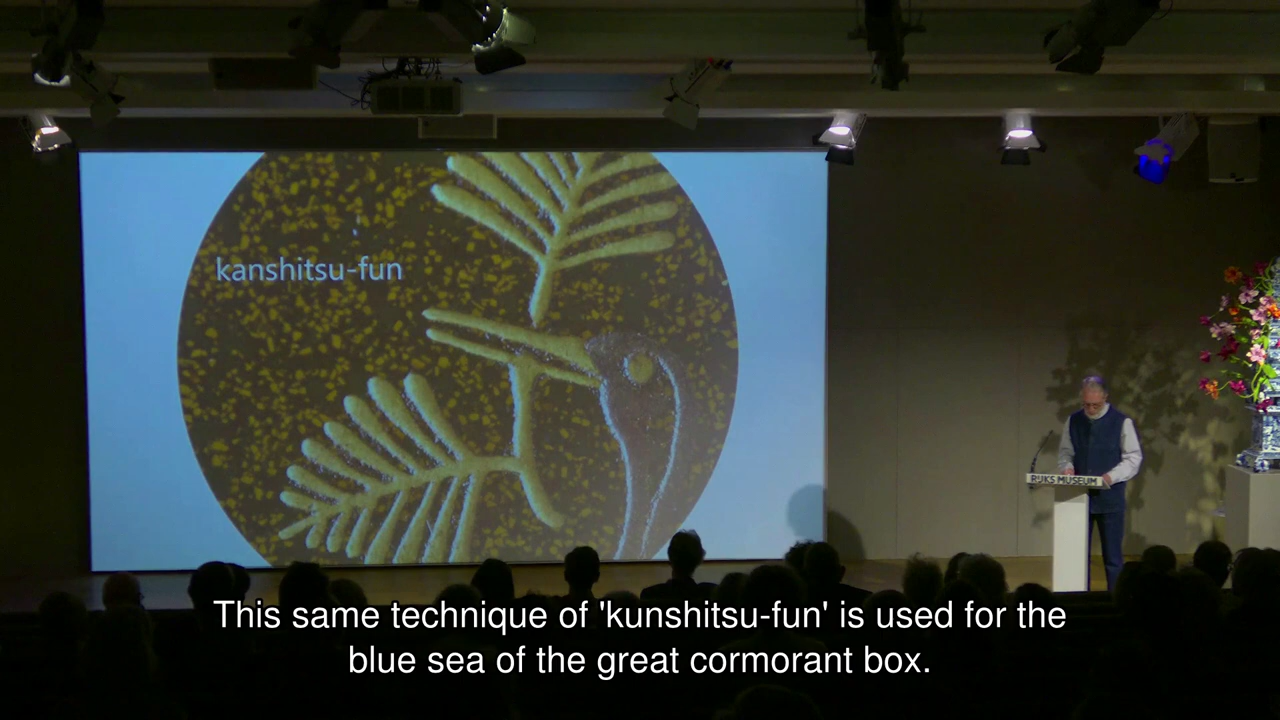 kanshitsu-fun
RIJKS MUSEUM
This same technique of 'kunshitsu-fun' is used for the
blue sea of the great cormorant box.